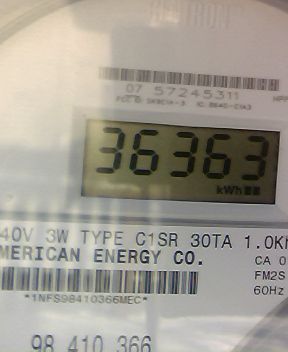 07 57245311
36363
kWh
40V 3W TYPE C1SR 30TA 1.0K
MERICAN ENERGY CO.
CA 0
FM2S
*1NFS98410366MEC*
60Hz
98 410 366